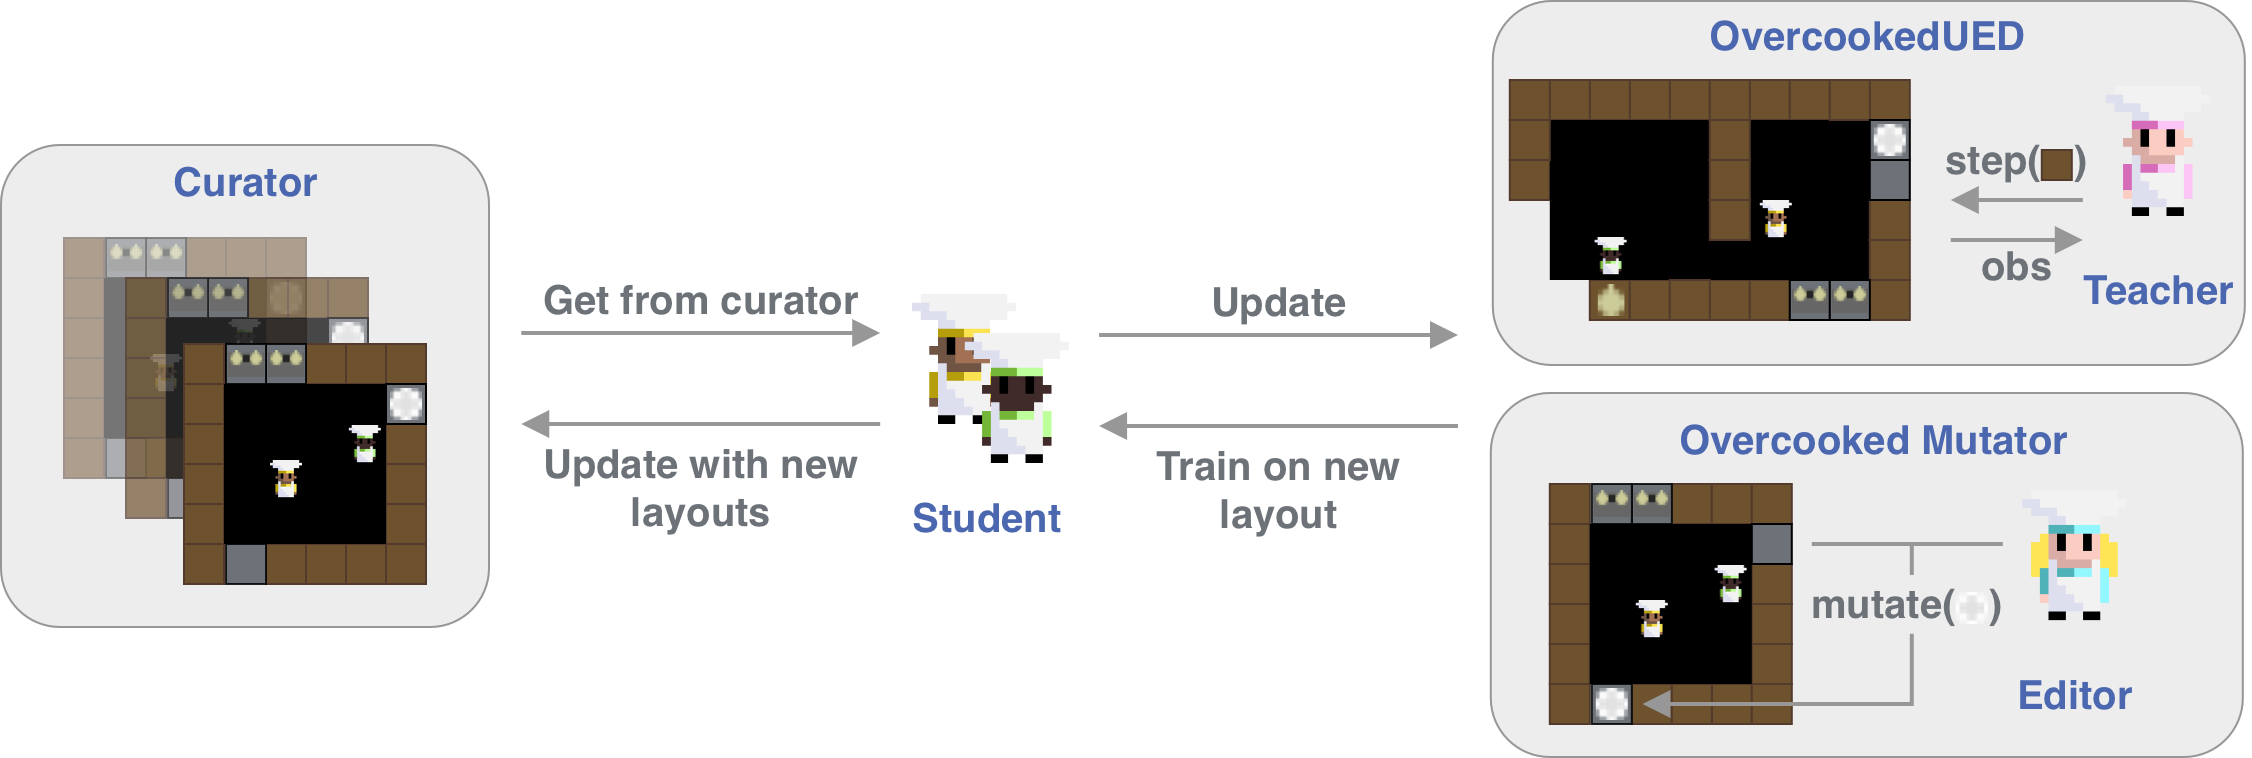 Curator
Get from curator
Update with new
layouts
Student
Update
Train on new
layout
OvercookedUED
step( )
obs
Teacher
Overcooked Mutator
mutate( )
Editor